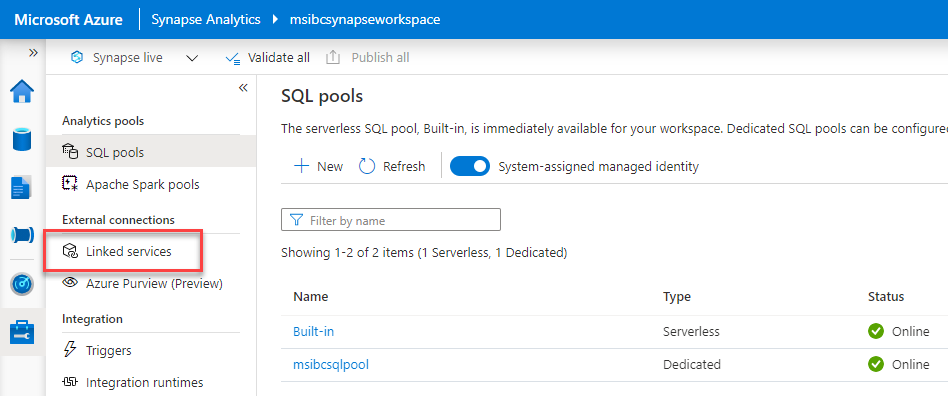 Microsoft Azure Synapse Analytics msibcsynapseworkspace
Synapse live Validate all Publish all
Analytics pools
SQL pools
Apache Spark pools
External connections
Linked services
Azure Purview (Preview)
Integration
Triggers
Integration runtimes
SQL pools
The serverless SQL pool, Built-in, is immediately available for your workspace. Dedicated SQL pools can be configure
New Refresh System-assigned managed identity
Filter by name
Showing 1-2 of 2 items (1 Serverless, 1 Dedicated)
Name Type Status
Built-in Serverless Online
msibcsqlpool Dedicated Online